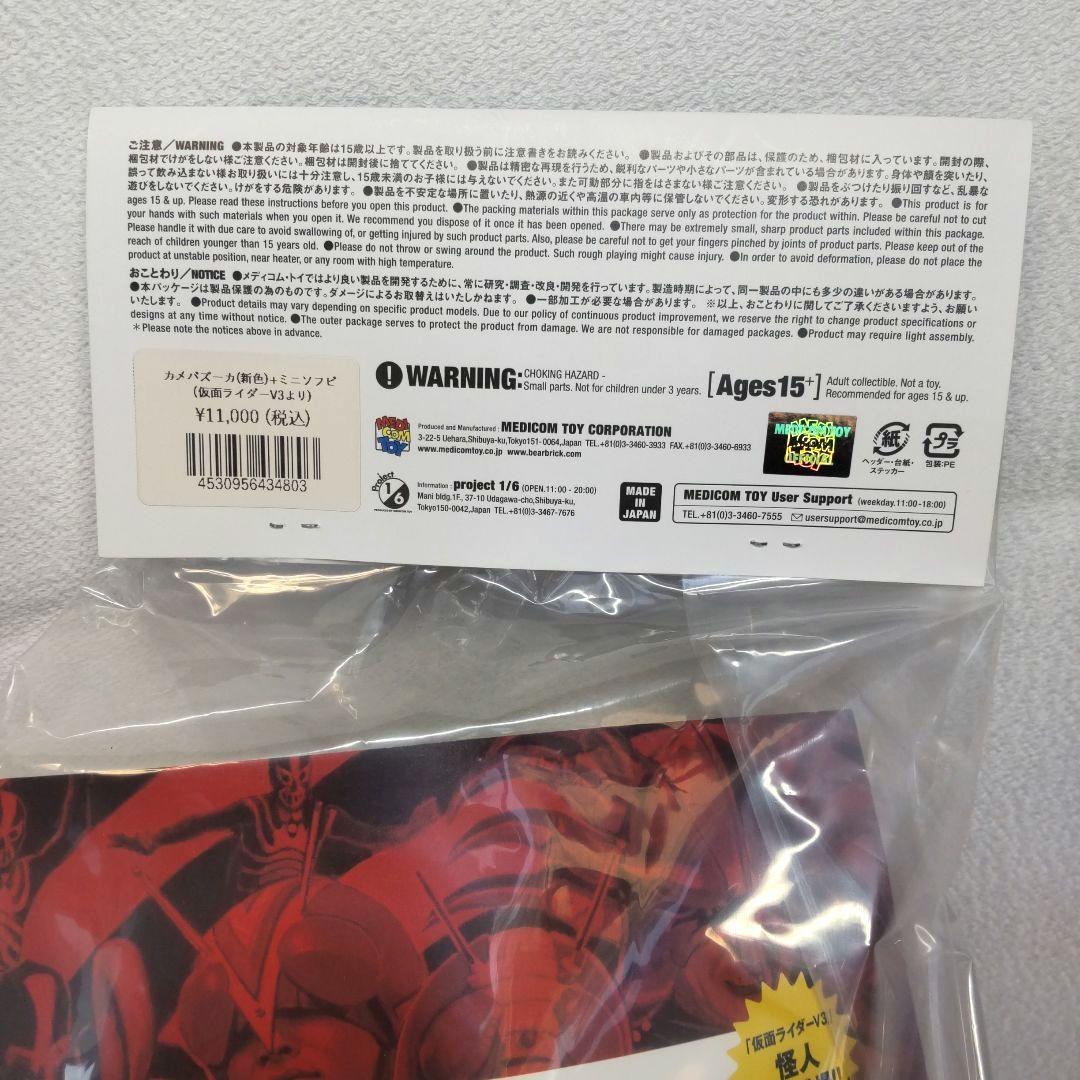 ご注意／WARNING ●本製品の対象年齢は15歳以上です。製品を取り扱う前に注意書きをお読みください。 ●製品およびその部品は、保護のため、梱包材に入っています。開封の際、
梱包材でけがをしない様ご注意ください。梱包材は開封後に捨ててください。 ●製品は精密な再現を行うため、鋭利なパーツや小さなパーツが含まれている場合があります。身体や顔を突いたり、
誤って飲み込まない様お取り扱いには十分注意し、15歳未満のお子様には与えないでください。また可動部分に指をはさまない様ご注意ください。 ●製品をぶつけたり振り回すなど、乱暴な
遊びをしないでください。けがをする危険があります。 ●製品を不安定な場所に置いたり、熱源の近くや高温の車内等に保管しないでください。変形する恐れがあります。 ●This product is for
ages 15 & up. Please read these instructions before you open this product. ●The packing materials within this package serve only as protection for the product within. Please be careful not to cut
your hands with such materials when you open it. We recommend you dispose of it once it has been opened. ●There may be extremely small, sharp product parts included within this package.
Please handle it with due care to avoid swallowing of, or getting injured by such product parts. Also, please be careful not to get your fingers pinched by joints of product parts. Please keep out of the
reach of children younger than 15 years old. ●Please do not throw or swing around the product. Such rough playing might cause injury. ●In order to avoid deformation, please do not place the
product at unstable position, near heater, or any room with high temperature.
おことわり／NOTICE ●メディコム・トイではより良い製品を開発するために、常に研究・調査・改良・開発を行っています。製造時期によって、同一製品の中にも多少の違いがある場合があります。
●本パッケージは製品保護の為のものです。ダメージによるお取替えはいたしかねます。 ●一部加工が必要な場合があります。 ※以上、おことわりに関してご了承くださいますよう、お願い
いたします。 ●Product details may vary depending on specific product models. Due to our policy of continuous product improvement, we reserve the right to change product specifications or
designs at any time without notice. ●The outer package serves to protect the product from damage. We are not responsible for damaged packages. ●Product may require light assembly.
＊Please note the notices above in advance.
カメバズーカ(新色)+ミニソフビ
(仮面ライダーV3より)
¥11,000 (税込)
4530956434803
WARNING: CHOKING HAZARD -
Small parts. Not for children under 3 years.
[Ages15+] Adult collectible. Not a toy.
Recommended for ages 15 & up.
MEDI COM TOY
Produced and Manufactured : MEDICOM TOY CORPORATION
3-22-5 Uehara,Shibuya-ku,Tokyo151- 0064,Japan TEL.+81(0)3-3460-3933 FAX.+81(0)3-3460-6933
www.medicomtoy.co.jp www.bearbrick.com
Project 1/6
Information : project 1/6 (OPEN.11:00 - 20:00)
Mani bldg.1F., 37-10 Udagawa-cho,Shibuya-ku,
Tokyo150-0042,Japan TEL.+81(0)3-3467-7676
MADE IN JAPAN
MEDICOM TOY
紙
ヘッダー・台紙・
ステッカー
プラ
包装:PE
MEDICOM TOY User Support (weekday.11:00-18:00)
TEL.+81(0)3-3460-7555 usersupport@medicomtoy.co.jp
「仮面ライダーV3」
怪人